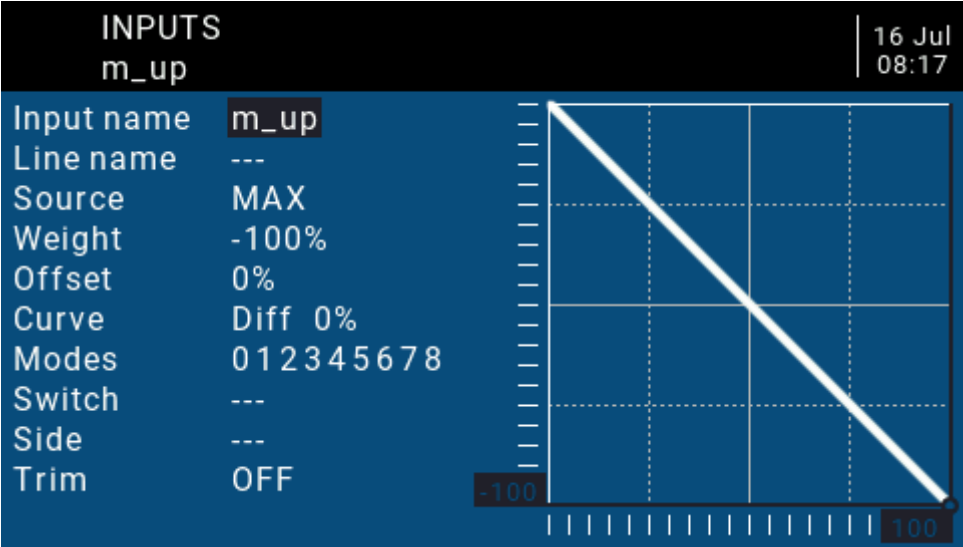 INPUTS
m_up
16 Jul
08:17
Input name m_up
Line name ---
Source MAX
Weight -100%
Offset 0%
Curve Diff 0%
Modes 012345678
Switch ---
Side ---
Trim OFF
-100
100